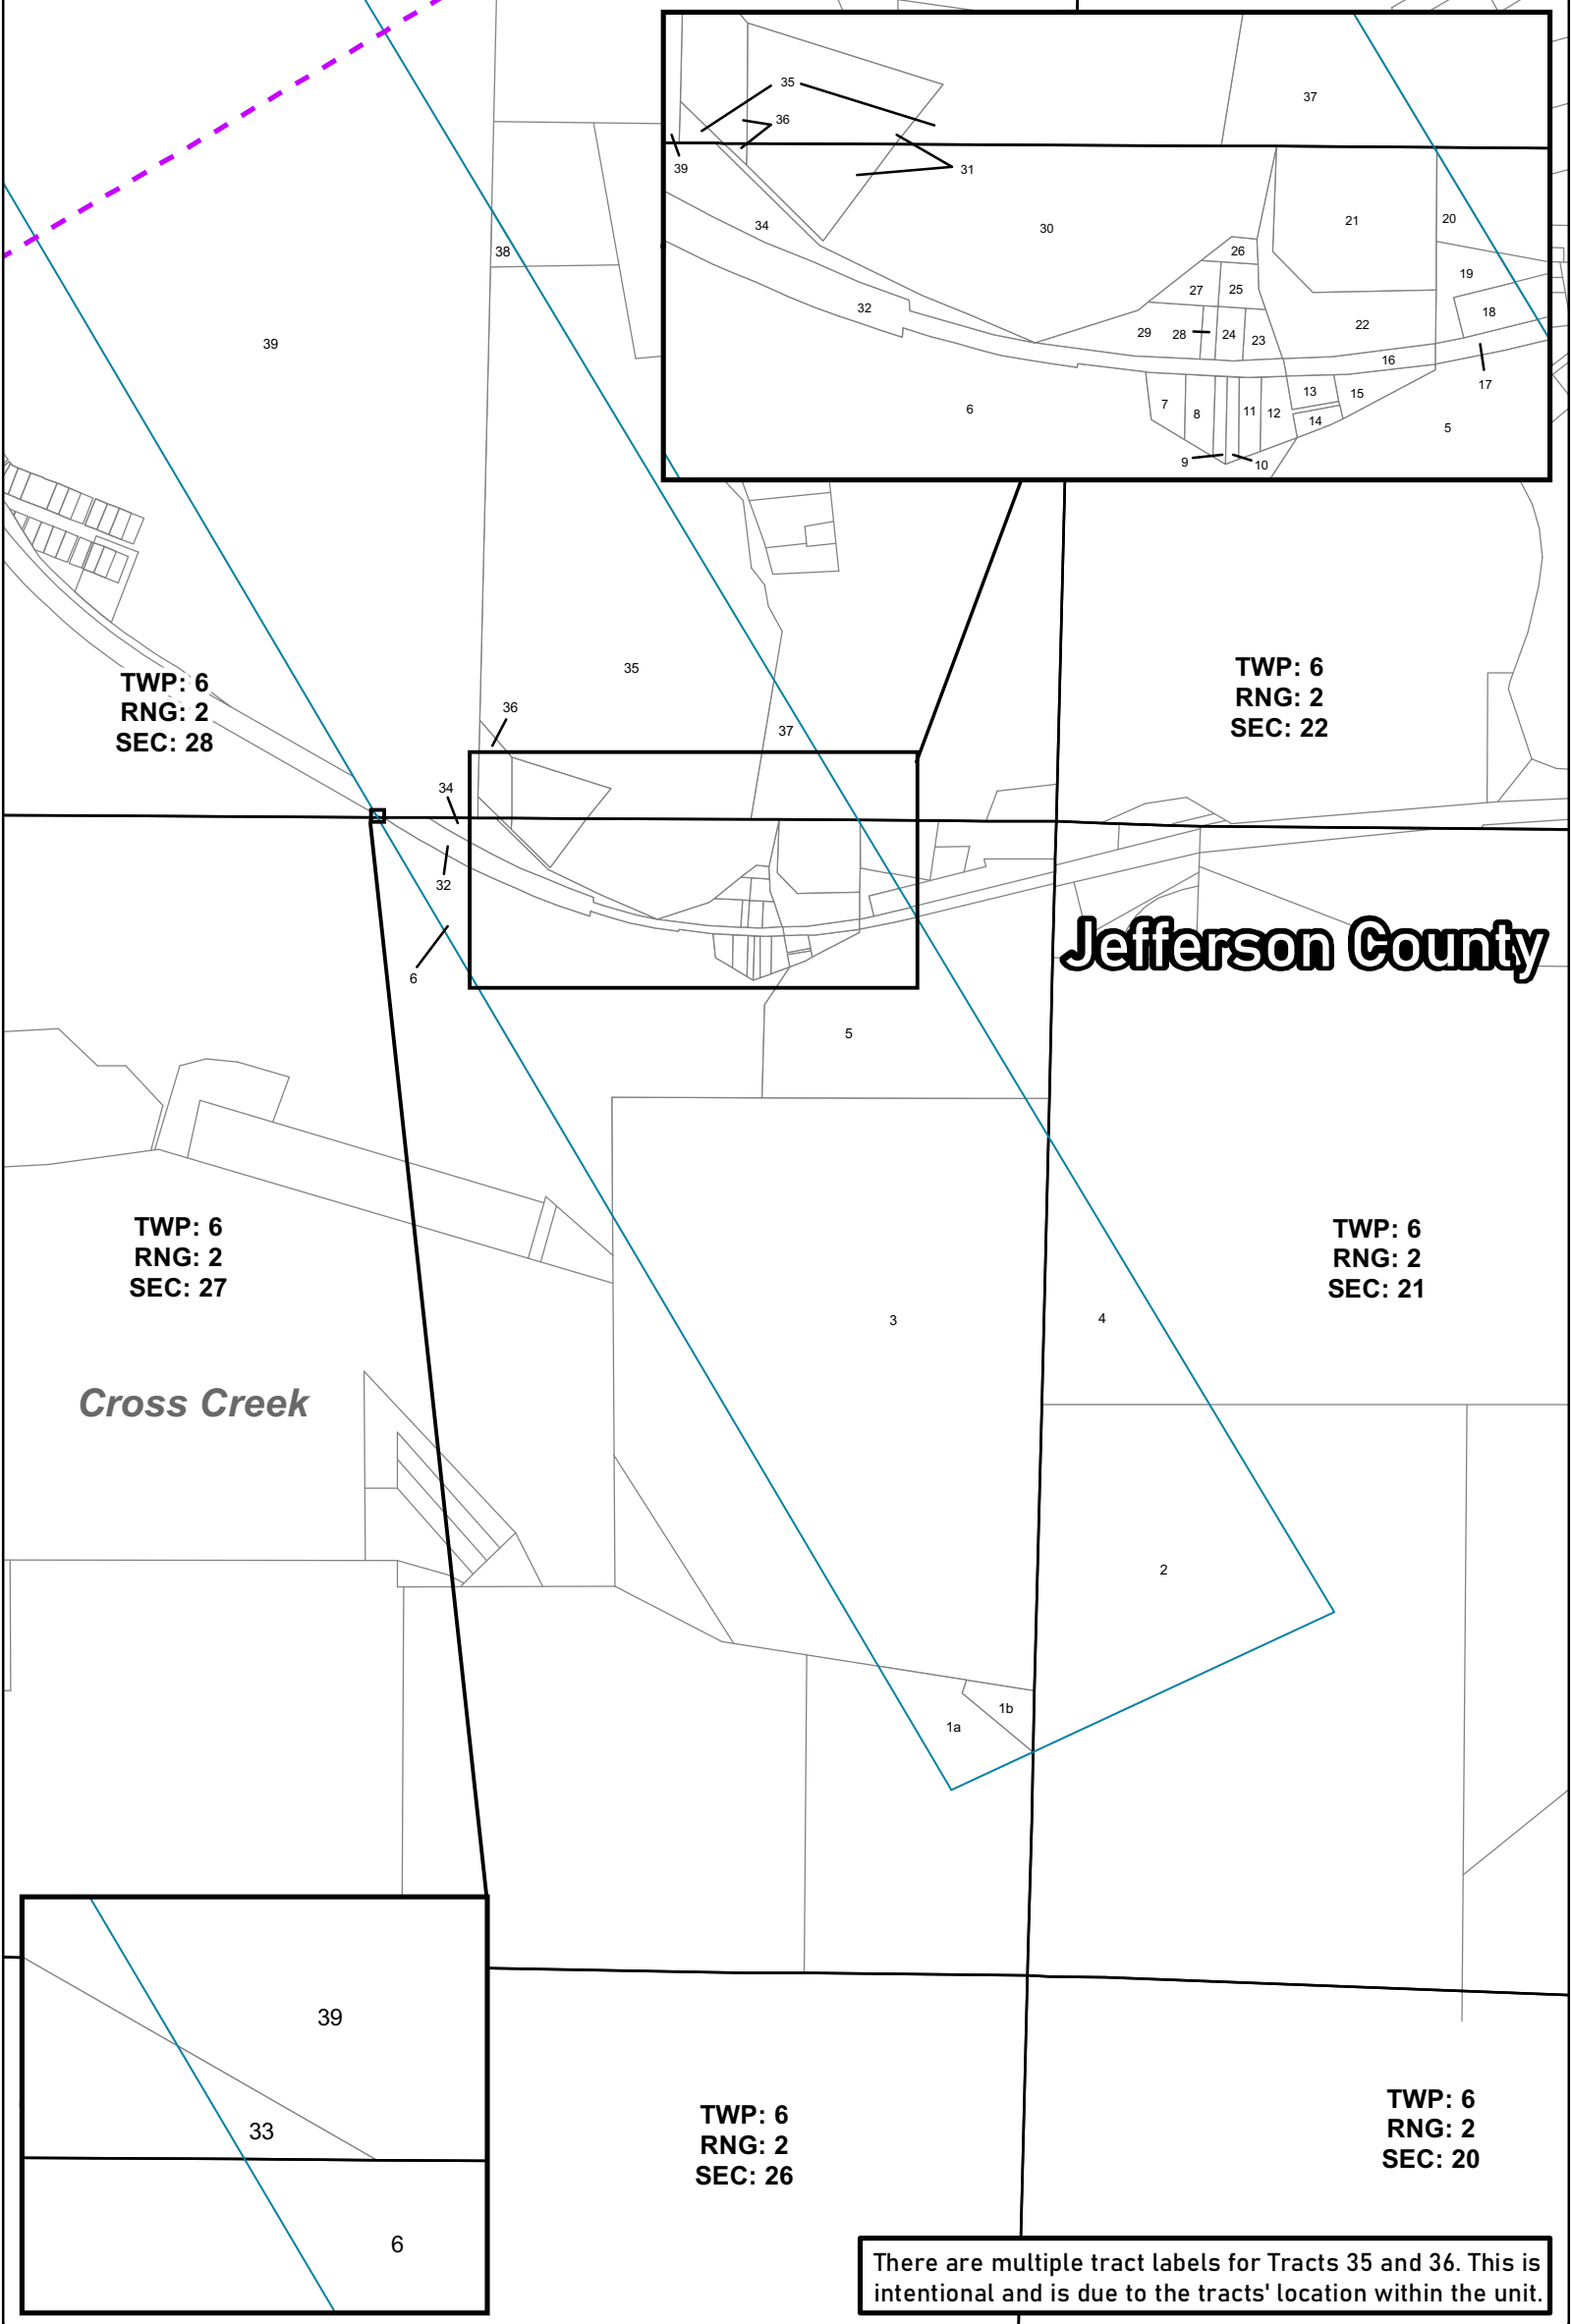 37
35
36
39
31
34
30
21
20
26
19
27
25
18
32
29
28
24
23
22
16
17
13
15
7
8
11
12
14
6
5
9
10
38
39
35
TWP: 6
RNG: 2
SEC: 28
TWP: 6
RNG: 2
SEC: 22
36
37
34
32
6
Jefferson County
5
TWP: 6
RNG: 2
SEC: 27
TWP: 6
RNG: 2
SEC: 21
3
4
Cross Creek
2
1b
1a
39
33
6
TWP: 6
RNG: 2
SEC: 26
TWP: 6
RNG: 2
SEC: 20
There are multiple tract labels for Tracts 35 and 36. This is
intentional and is due to the tracts' location within the unit.